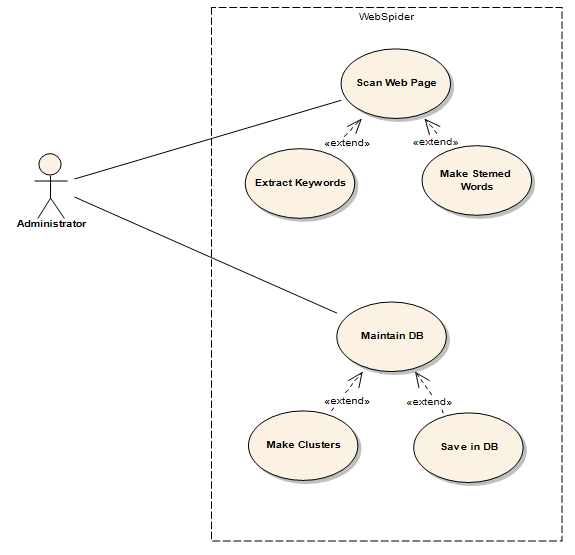 WebSpider
Scan Web Page
«extend»
«extend»
Extract Keywords
Make Stemed
Words
Administrator
Maintain DB
«extend»
«extend»
Make Clusters
Save in DB